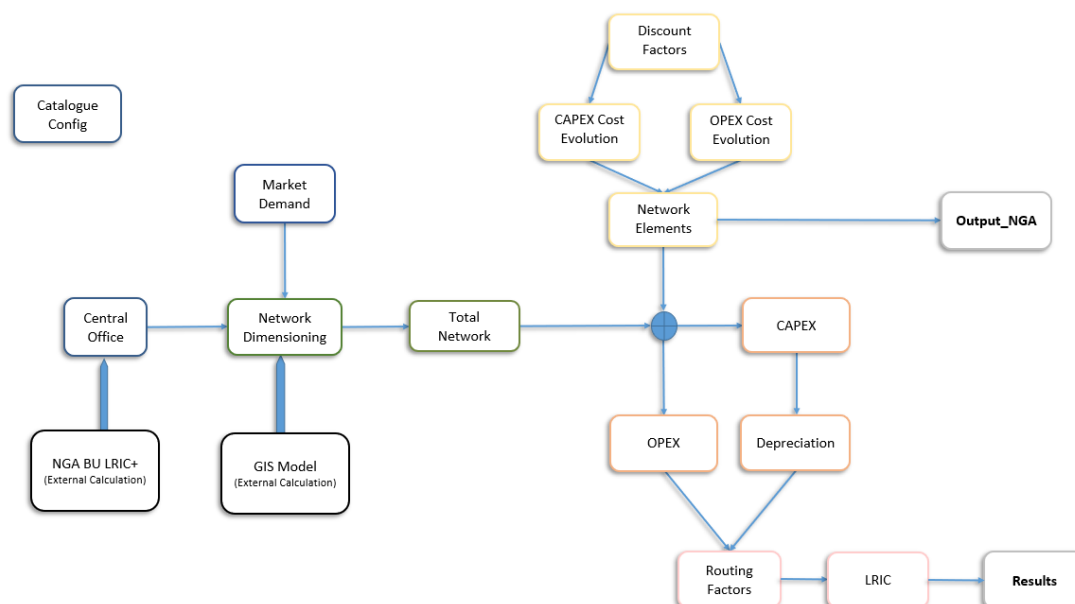 Discount
Factors
Catalogue
Config
CAPEX Cost
Evolution
OPEX Cost
Evolution
Market
Demand
Network
Elements
Output_NGA
Central
Office
Network
Dimensioning
Total
Network
CAPEX
OPEX
Depreciation
NGA BU LRIC+
(External Calculation)
GIS Model
(External Calculation)
Routing
Factors
LRIC
Results